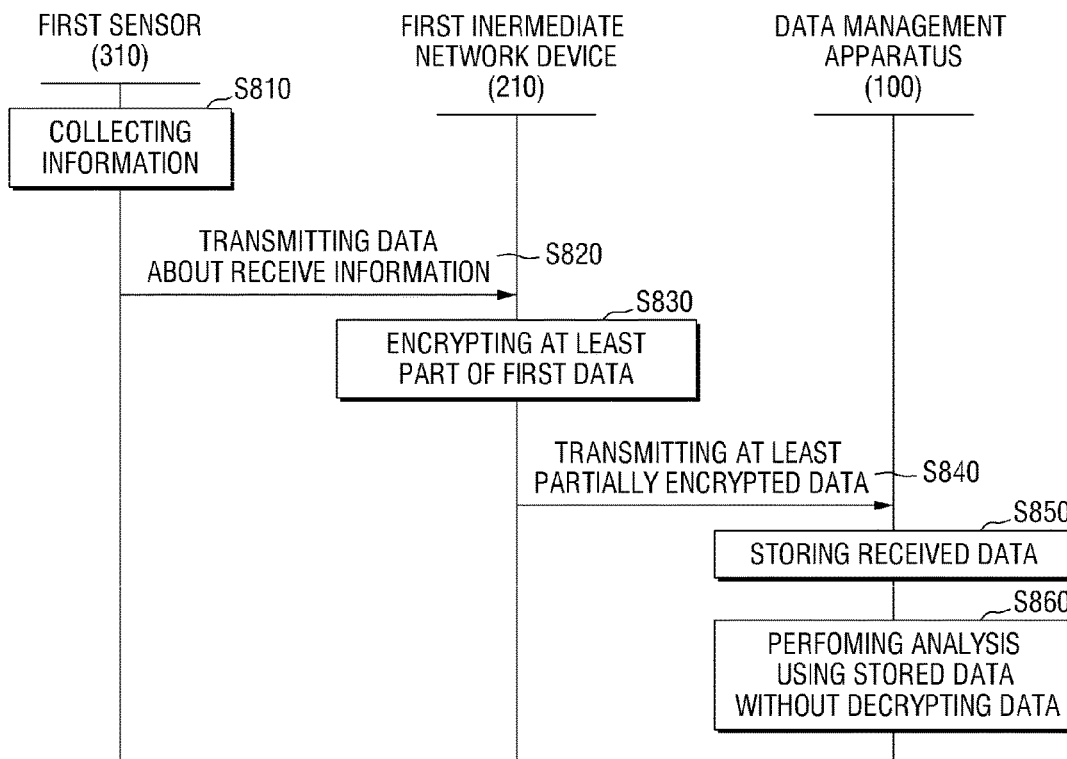 FIRST SENSOR
(310)
FIRST INERMEDIATE
NETWORK DEVICE
(210)
DATA MANAGEMENT
APPARATUS
(100)
S810
COLLECTING
INFORMATION
TRANSMITTING DATA
ABOUT RECEIVE INFORMATION
S820
S830
ENCRYPTING AT LEAST
PART OF FIRST DATA
TRANSMITTING AT LEAST
PARTIALLY ENCRYPTED DATA
S840
S850
STORING RECEIVED DATA
S860
PERFOMING ANALYSIS
USING STORED DATA
WITHOUT DECRYPTING DATA